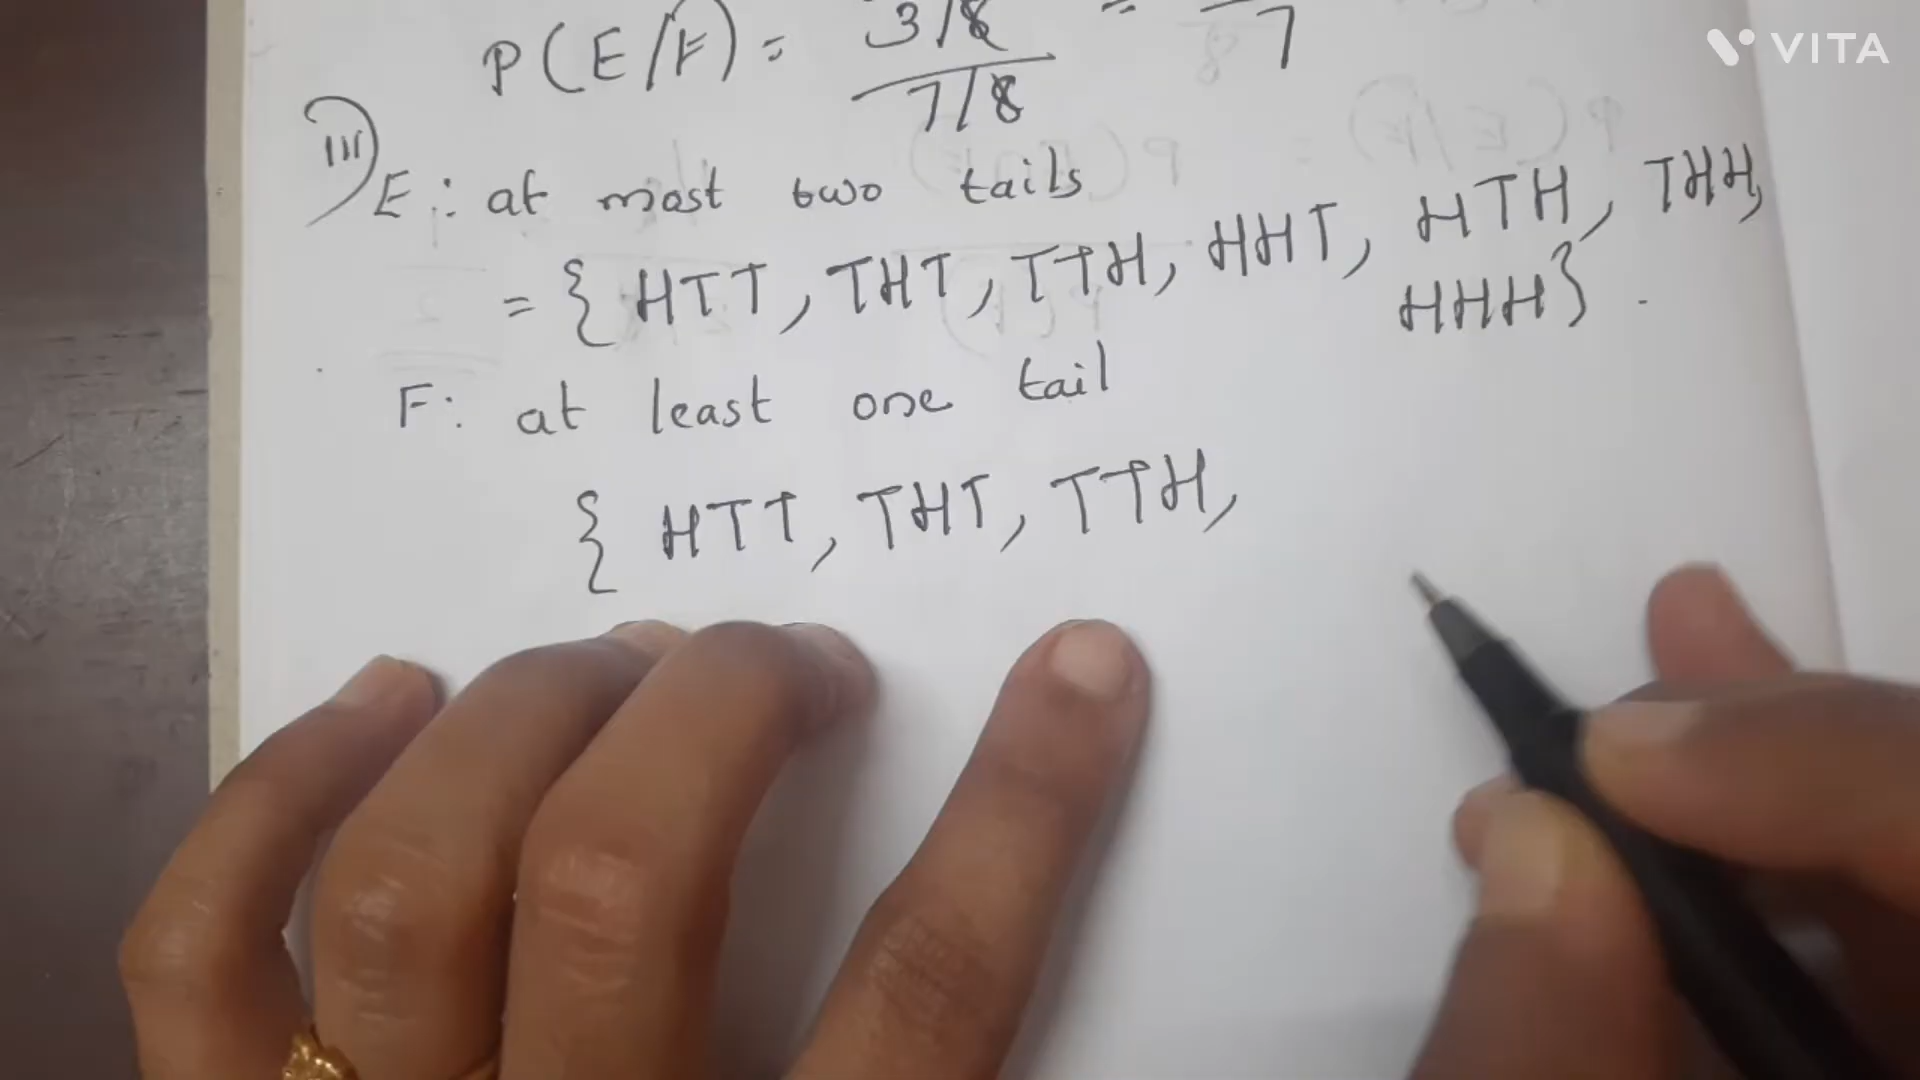 VITA
P(E/F) = 3/8 =
7/8 7
III) E: at most two tails
= { HTT, THT, TTH, HHT, HTH, THH,
HHH} .
F: at least one tail
{ HTT, THT, TTH,